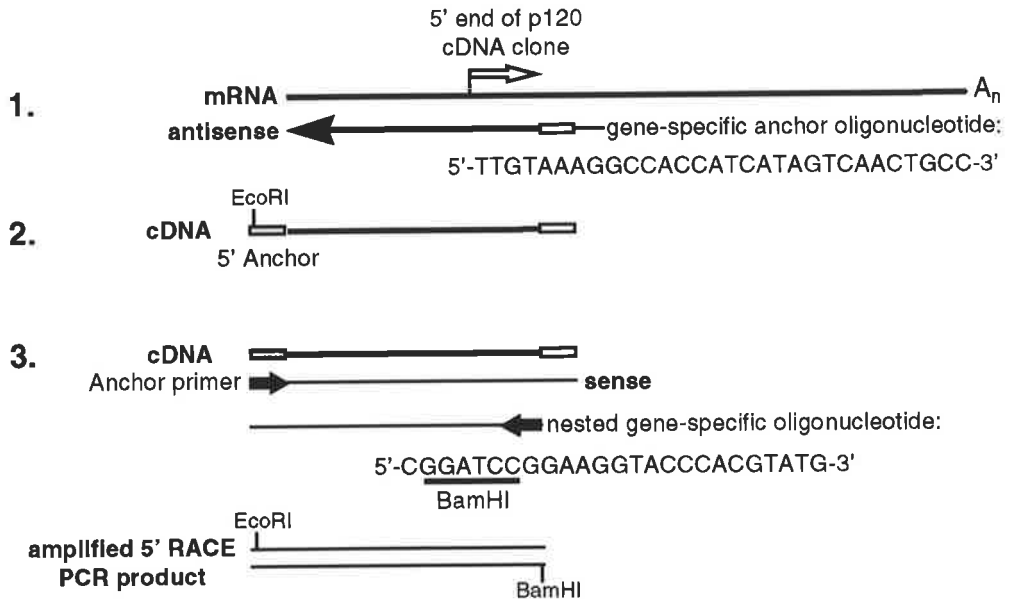 5' end of p120
cDNA clone
1.
mRNA
An
antisense
gene-specific anchor oligonucleotide:
5'-TTGTAAAGGCCACCATCATAGTCAACTGCC-3'
EcoRI
2.
cDNA
5' Anchor
3.
cDNA
Anchor primer
sense
nested gene-specific oligonucleotide:
5'-CGGATCCGGAAGGTACCCACGTATG-3'
BamHI
EcoRI
amplified 5' RACE
PCR product
BamHI